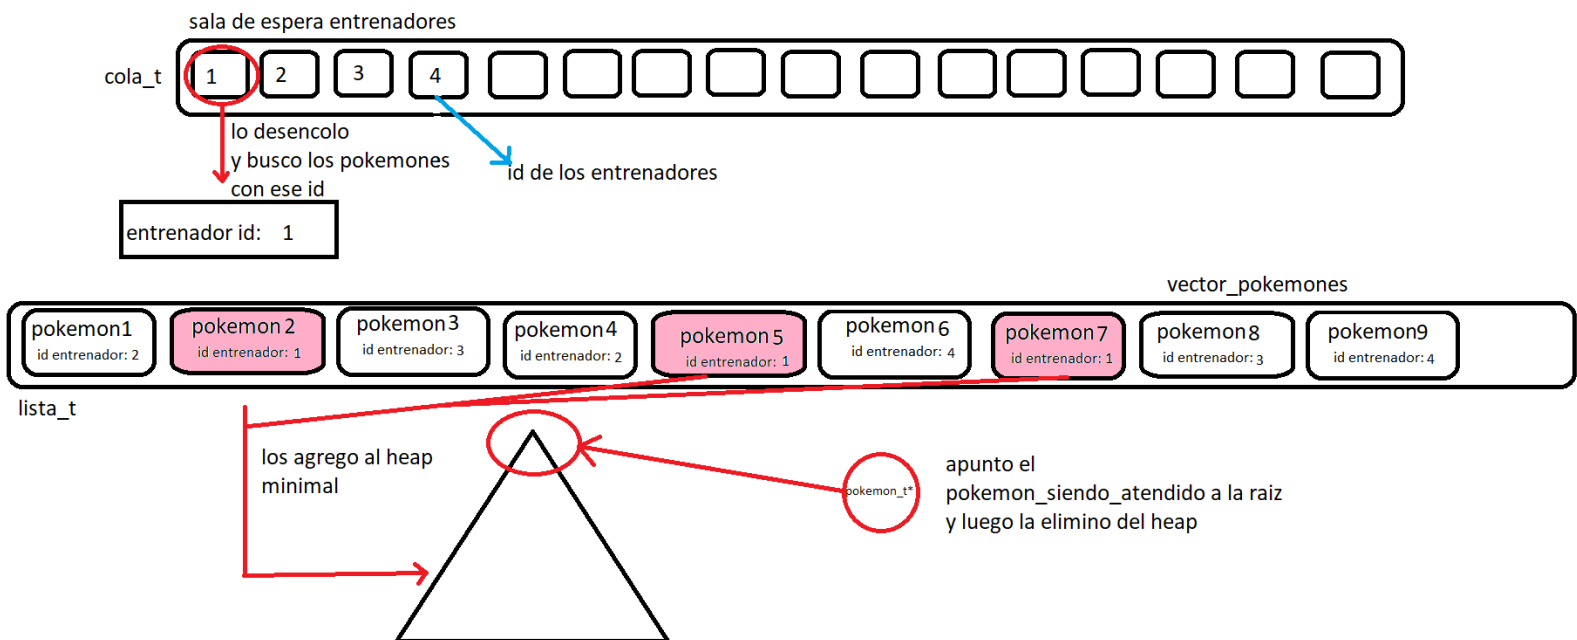 sala de espera entrenadores
cola_t
1
2
3
4
lo desencolo
y busco los pokemones
con ese id
id de los entrenadores
entrenador id: 1
vector_pokemones
pokemon1
id entrenador: 2
pokemon2
id entrenador: 1
pokemon3
id entrenador: 3
pokemon4
id entrenador: 2
pokemon5
id entrenador: 1
pokemon6
id entrenador: 4
pokemon7
id entrenador: 1
pokemon8
id entrenador: 3
pokemon9
id entrenador: 4
lista_t
los agrego al heap
minimal
pokemon_t*
apunto el
pokemon_siendo_atendido a la raiz
y luego la elimino del heap